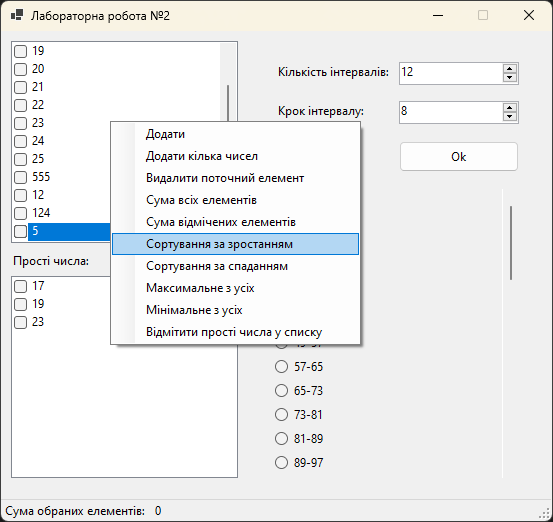 Лабораторна робота №2
19
20
21
22
23
24
25
555
12
124
5
Кількість інтервалів:
12
Крок інтервалу:
8
Ok
Додати
Додати кілька чисел
Видалити поточний елемент
Сума всіх елементів
Сума відмічених елементів
Сортування за зростанням
Сортування за спаданням
Максимальне з усіх
Мінімальне з усіх
Відмітити прості числа у списку
Прості числа:
17
19
23
57-65
65-73
73-81
81-89
89-97
Сума обраних елементів: 0